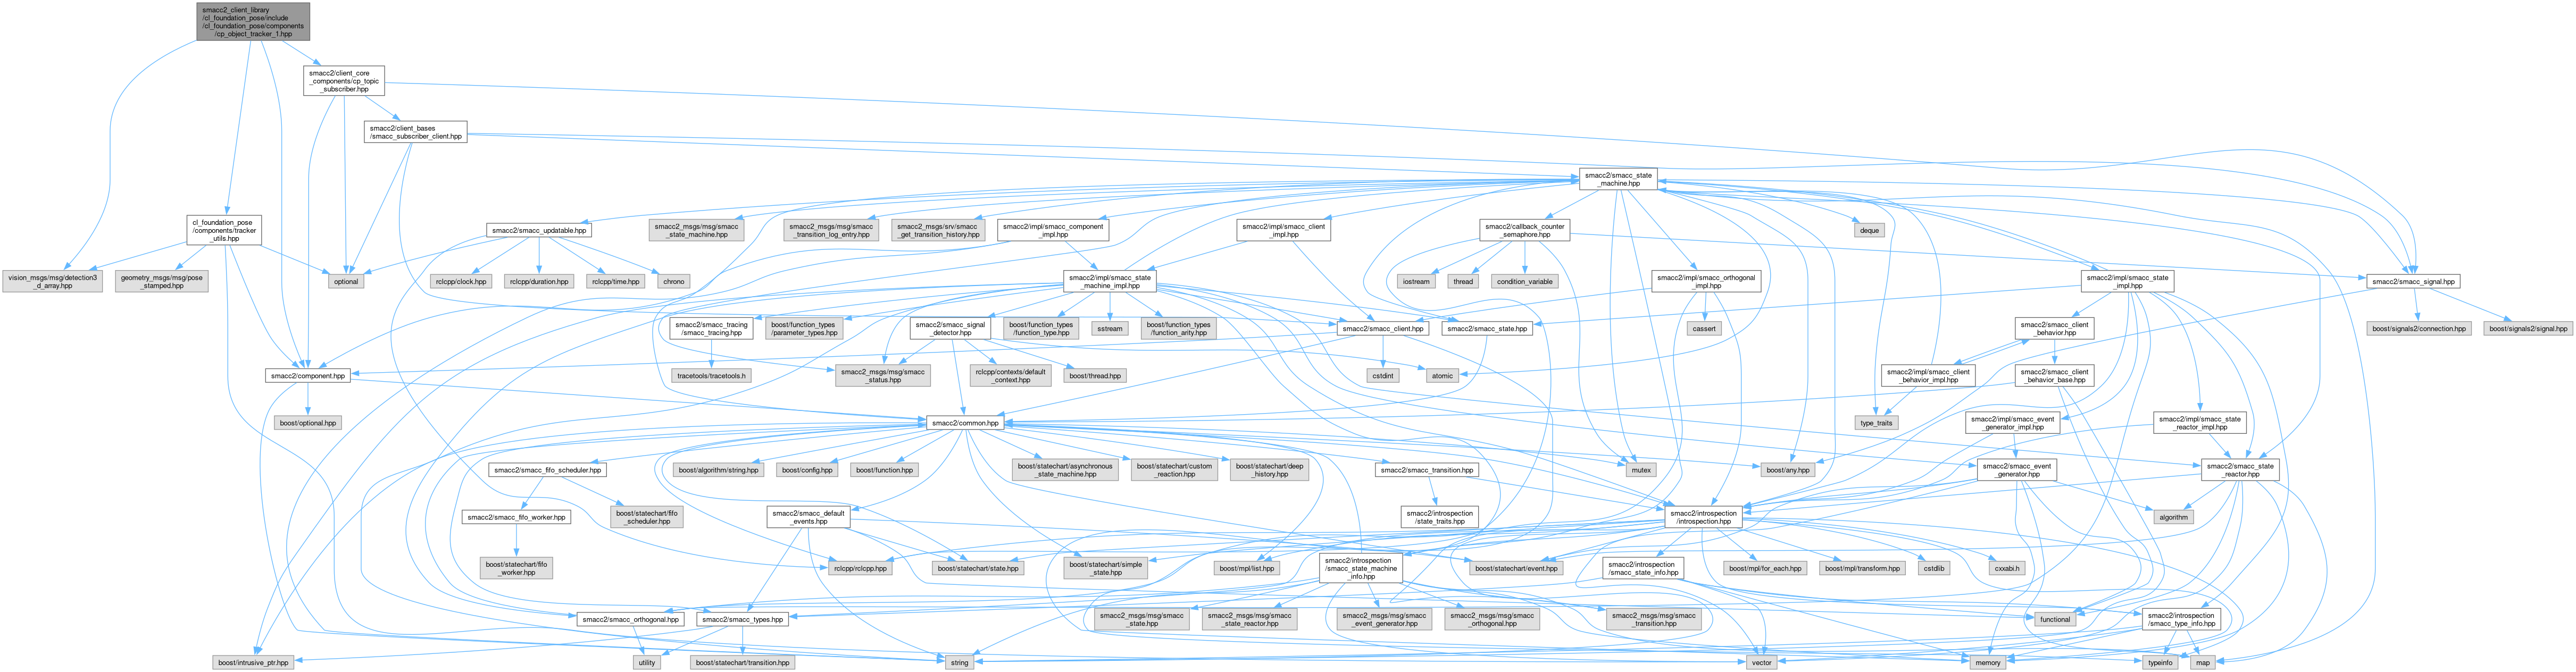 smacc2_client_library
/cl_foundation_pose/include
/cl_foundation_pose/components
/cp_object_tracker_1.hpp
smacc2/client_core
_components/cp_topic
_subscriber.hpp
smacc2/client_bases
/smacc_subscriber_client.hpp
smacc2/smacc_state
_machine.hpp
cl_foundation_pose
/components/tracker
_utils.hpp
smacc2/smacc_updatable.hpp
smacc2_msgs/msg/smacc
_state_machine.hpp
smacc2_msgs/msg/smacc
_transition_log_entry.hpp
smacc2_msgs/srv/smacc
_get_transition_history.hpp
smacc2/impl/smacc_component
_impl.hpp
smacc2/impl/smacc_client
_impl.hpp
smacc2/callback_counter
_semaphore.hpp
deque
vision_msgs/msg/detection3
_d_array.hpp
geometry_msgs/msg/pose
_stamped.hpp
optional
rclcpp/clock.hpp
rclcpp/duration.hpp
rclcpp/time.hpp
chrono
smacc2/impl/smacc_state
_machine_impl.hpp
iostream
thread
condition_variable
smacc2/impl/smacc_orthogonal
_impl.hpp
smacc2/impl/smacc_state
_impl.hpp
smacc2/smacc_signal.hpp
smacc2/smacc_tracing
/smacc_tracing.hpp
boost/function_types
/parameter_types.hpp
smacc2/smacc_signal
_detector.hpp
boost/function_types
/function_type.hpp
sstream
boost/function_types
/function_arity.hpp
smacc2/smacc_client.hpp
smacc2/smacc_state.hpp
cassert
smacc2/smacc_client
_behavior.hpp
boost/signals2/connection.hpp
boost/signals2/signal.hpp
smacc2/component.hpp
tracetools/tracetools.h
smacc2_msgs/msg/smacc
_status.hpp
rclcpp/contexts/default
_context.hpp
boost/thread.hpp
cstdint
atomic
smacc2/impl/smacc_client
_behavior_impl.hpp
smacc2/smacc_client
_behavior_base.hpp
boost/optional.hpp
smacc2/common.hpp
type_traits
smacc2/impl/smacc_event
_generator_impl.hpp
smacc2/impl/smacc_state
_reactor_impl.hpp
smacc2/smacc_fifo_scheduler.hpp
boost/algorithm/string.hpp
boost/config.hpp
boost/function.hpp
boost/statechart/asynchronous
_state_machine.hpp
boost/statechart/custom
_reaction.hpp
boost/statechart/deep
_history.hpp
smacc2/smacc_transition.hpp
mutex
boost/any.hpp
smacc2/smacc_event
_generator.hpp
smacc2/smacc_state
_reactor.hpp
smacc2/smacc_fifo_worker.hpp
boost/statechart/fifo
_scheduler.hpp
smacc2/smacc_default
_events.hpp
smacc2/introspection
/state_traits.hpp
smacc2/introspection
/introspection.hpp
algorithm
boost/statechart/fifo
_worker.hpp
rclcpp/rclcpp.hpp
boost/statechart/state.hpp
boost/statechart/simple
_state.hpp
boost/mpl/list.hpp
smacc2/introspection
/smacc_state_machine
_info.hpp
boost/statechart/event.hpp
smacc2/introspection
/smacc_state_info.hpp
boost/mpl/for_each.hpp
boost/mpl/transform.hpp
cstdlib
cxxabi.h
smacc2/smacc_orthogonal.hpp
smacc2/smacc_types.hpp
smacc2_msgs/msg/smacc
_state.hpp
smacc2_msgs/msg/smacc
_state_reactor.hpp
smacc2_msgs/msg/smacc
_event_generator.hpp
smacc2_msgs/msg/smacc
_orthogonal.hpp
smacc2_msgs/msg/smacc
_transition.hpp
functional
smacc2/introspection
/smacc_type_info.hpp
boost/intrusive_ptr.hpp
utility
boost/statechart/transition.hpp
string
vector
memory
typeinfo
map